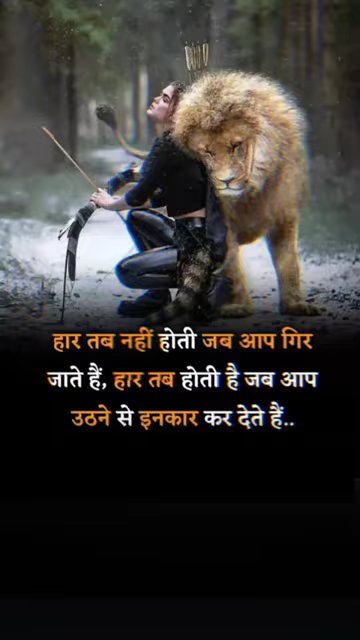 हार तब नहीं होती जब आप गिर
जाते हैं, हार तब होती है जब आप
उठने से इनकार कर देते हैं..